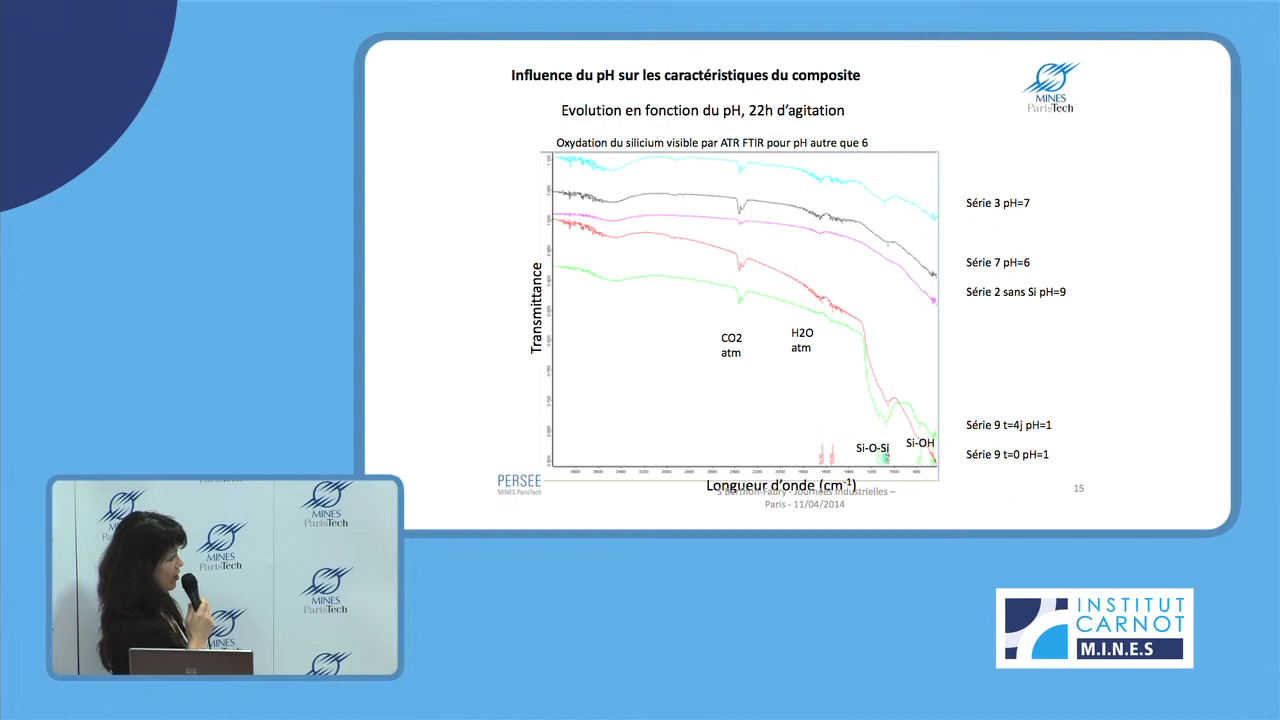 Influence du pH sur les caractéristiques du composite
MINES
ParisTech
Evolution en fonction du pH, 22h d'agitation
Oxydation du silicium visible par ATR FTIR pour pH autre que 6
Transmittance
Série 3 pH=7
Série 7 pH=6
Série 2 sans Si pH=9
CO2
atm
H2O
atm
Série 9 t=4j pH=1
Série 9 t=0 pH=1
Si-O-Si
Si-OH
Longueur d'onde (cm-1)
PERSEE
MINES ParisTech
S Berthon-Fabry - Journées Industrielles –
Paris - 11/04/2014
15
MINES
ParisTech
MINES
ParisTech
MINES
ParisTech
MINES
INSTITUT
CARNOT
M.I.N.E.S